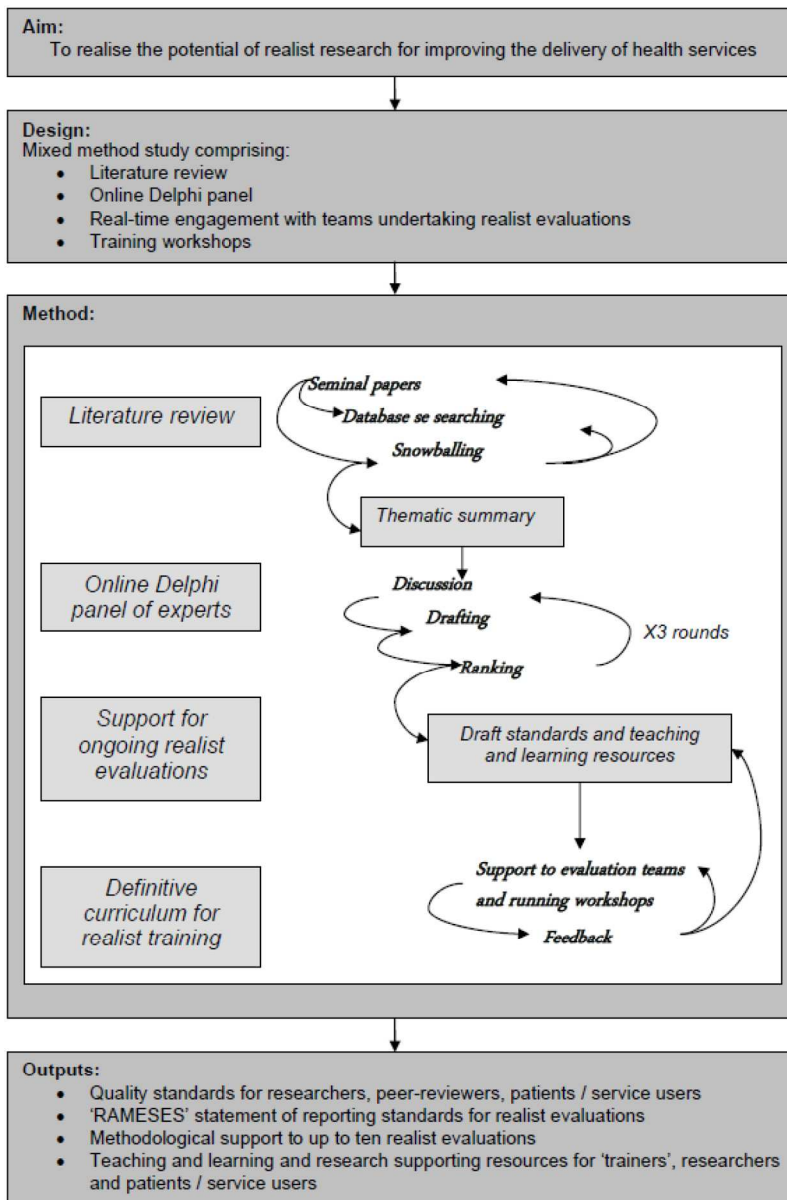 Aim:
To realise the potential of realist research for improving the delivery of health services
Design:
Mixed method study comprising:
• Literature review
• Online Delphi panel
• Real-time engagement with teams undertaking realist evaluations
• Training workshops
Method:
Literature review
Seminal papers
Database se searching
Snowballing
Thematic summary
Online Delphi
panel of experts
Discussion
Drafting
Ranking
X3 rounds
Support for
ongoing realist
evaluations
Draft standards and teaching
and learning resources
Definitive
curriculum for
realist training
Support to evaluation teams
and running workshops
Feedback
Outputs:
• Quality standards for researchers, peer-reviewers, patients / service users
• ‘RAMESES’ statement of reporting standards for realist evaluations
• Methodological support to up to ten realist evaluations
• Teaching and learning and research supporting resources for ‘trainers’, researchers
and patients / service users